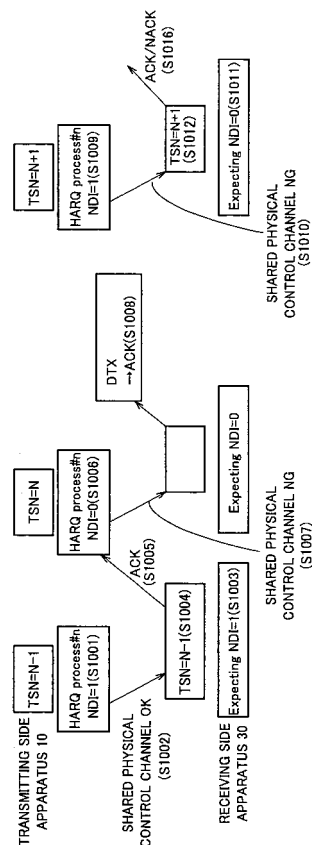 TRANSMITTING SIDE
APPARATUS 10
TSN=N-1
HARQ process#n
NDI=1(S1001)
SHARED PHYSICAL
CONTROL CHANNEL OK
(S1002)
TSN=N-1(S1004)
RECEIVING SIDE
APPARATUS 30
Expecting NDI=1(S1003)
ACK
(S1005)
TSN=N
HARQ process#n
NDI=0(S1006)
DTX
→ACK(S1008)
Expecting NDI=0
SHARED PHYSICAL
CONTROL CHANNEL NG
(S1007)
TSN=N+1
HARQ process#n
NDI=1(S1009)
ACK/NACK
(S1016)
TSN=N+1
(S1012)
Expecting NDI=0(S1011)
SHARED PHYSICAL
CONTROL CHANNEL NG
(S1010)